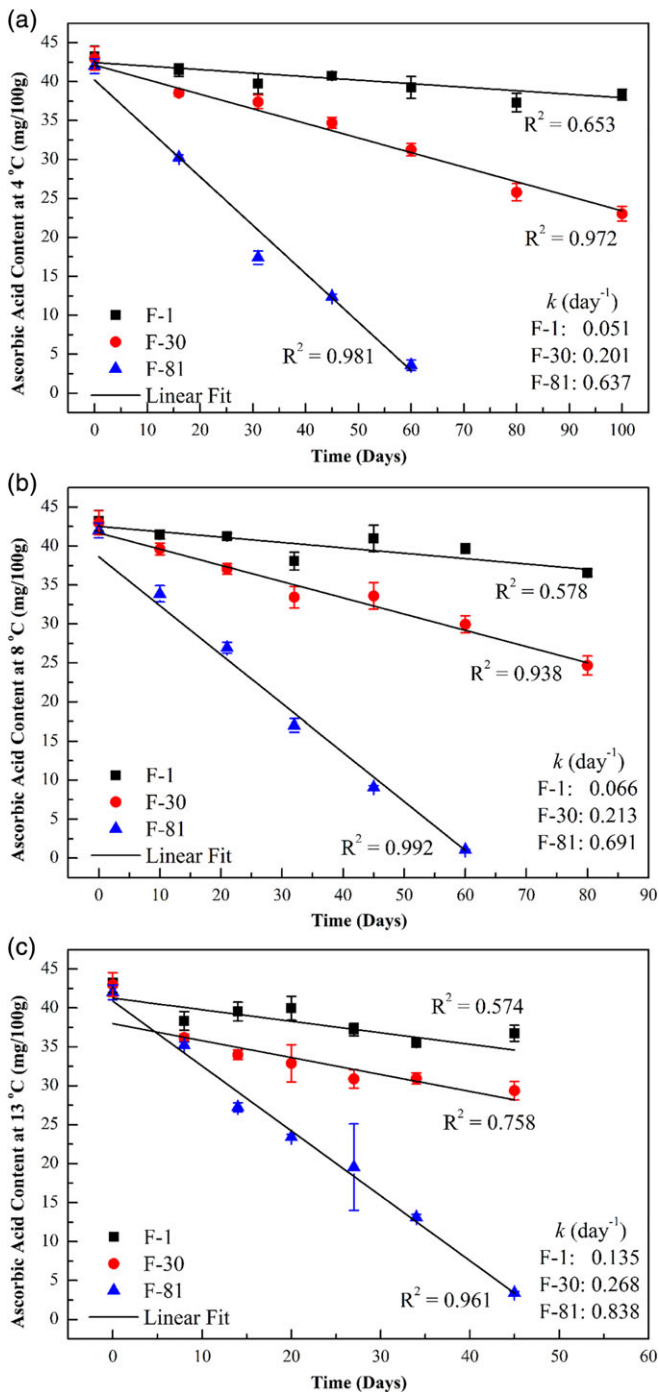 (a)
Ascorbic Acid Content at 4 °C (mg/100g)
45
40
35
30
25
20
15
10
5
0
R² = 0.653
R² = 0.972
R² = 0.981
F-1
F-30
F-81
Linear Fit
k (day⁻¹)
F-1: 0.051
F-30: 0.201
F-81: 0.637
0 10 20 30 40 50 60 70 80 90 100
Time (Days)
(b)
Ascorbic Acid Content at 8 °C (mg/100g)
45
40
35
30
25
20
15
10
5
0
R² = 0.578
R² = 0.938
R² = 0.992
F-1
F-30
F-81
Linear Fit
k (day⁻¹)
F-1: 0.066
F-30: 0.213
F-81: 0.691
0 10 20 30 40 50 60 70 80
Time (Days)
(c)
Ascorbic Acid Content at 13 °C (mg/100g)
45
40
35
30
25
20
15
10
5
0
R² = 0.574
R² = 0.758
R² = 0.961
F-1
F-30
F-81
Linear Fit
k (day⁻¹)
F-1: 0.135
F-30: 0.268
F-81: 0.838
0 10 20 30 40 50 60
Time (Days)